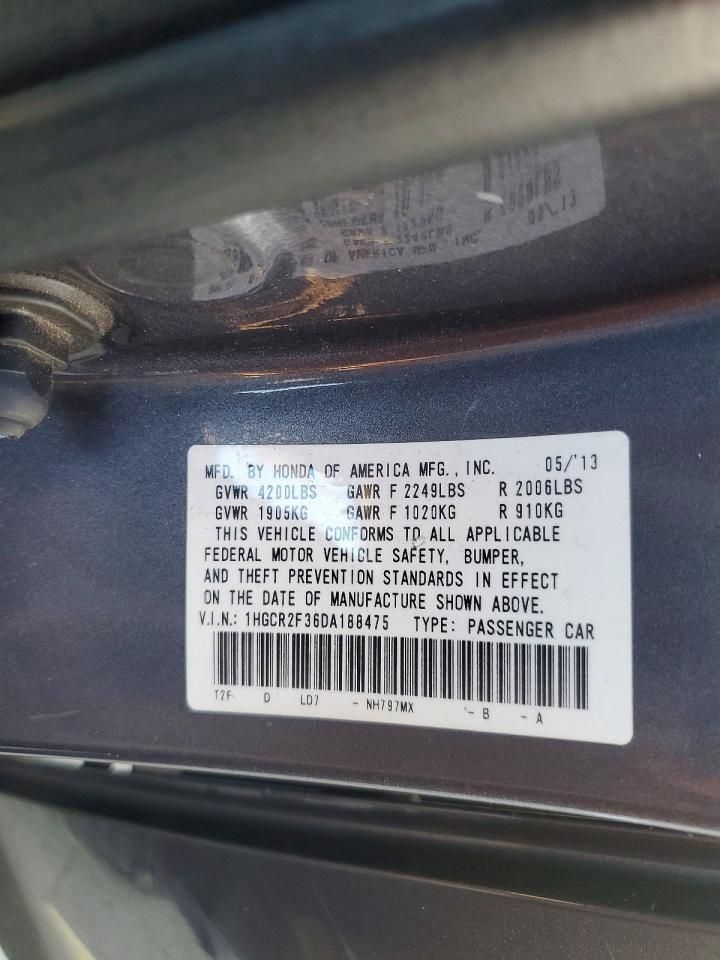 MFD. BY HONDA OF AMERICA MFG., INC. 05/'13
GVWR 4200LBS GAWR F 2249LBS R 2006LBS
GVWR 1905KG GAWR F 1020KG R 910KG
THIS VEHICLE CONFORMS TO ALL APPLICABLE
FEDERAL MOTOR VEHICLE SAFETY, BUMPER,
AND THEFT PREVENTION STANDARDS IN EFFECT
ON THE DATE OF MANUFACTURE SHOWN ABOVE.
V.I.N.: 1HGCR2F36DA188475 TYPE: PASSENGER CAR
T2F D LD7 - NH797MX - B - A